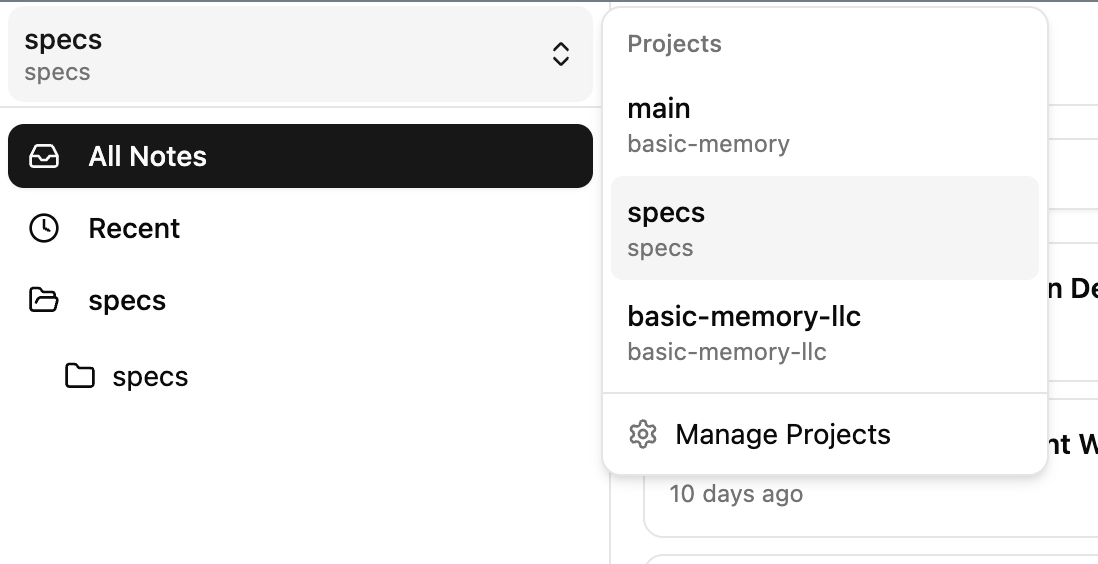 specs
specs
All Notes
Recent
specs
specs
Projects
main
basic-memory
specs
specs
basic-memory-llc
basic-memory-llc
Manage Projects
10 days ago